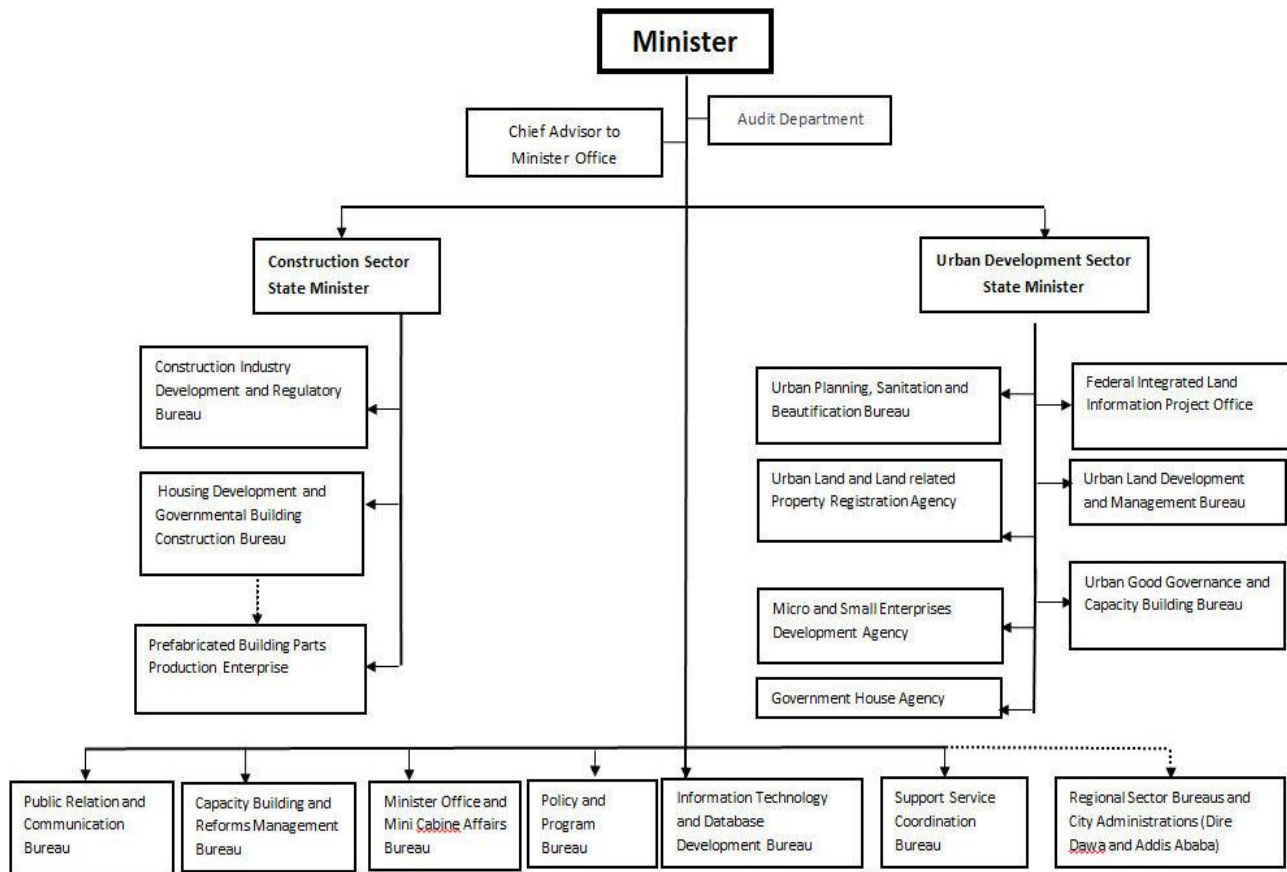 Minister
Audit Department
Chief Advisor to
Minister Office
Construction Sector
State Minister
Urban Development Sector
State Minister
Construction Industry
Development and Regulatory
Bureau
Housing Development and
Governmental Building
Construction Bureau
Prefabricated Building Parts
Production Enterprise
Urban Planning, Sanitation and
Beautification Bureau
Federal Integrated Land
Information Project Office
Urban Land and Land related
Property Registration Agency
Urban Land Development
and Management Bureau
Micro and Small Enterprises
Development Agency
Urban Good Governance and
Capacity Building Bureau
Government House Agency
Public Relation and
Communication
Bureau
Capacity Building and
Reforms Management
Bureau
Minister Office and
Mini Cabine Affairs
Bureau
Policy and
Program
Bureau
Information Technology
and Database
Development Bureau
Support Service
Coordination
Bureau
Regional Sector Bureaus and
City Administrations (Dire
Dawa and Addis Ababa)